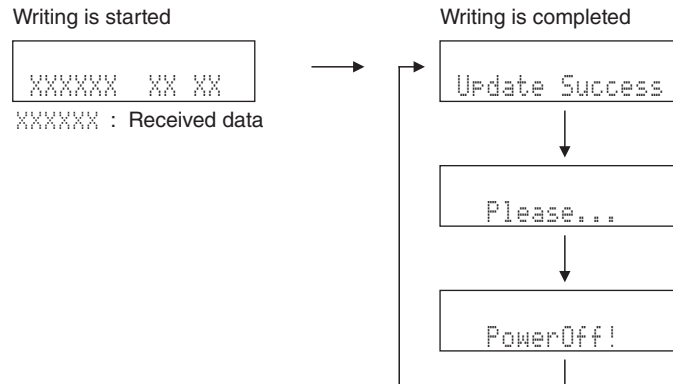 Writing is started
XXXXXX XX XX
XXXXXX : Received data
Writing is completed
Update Success
Please...
PowerOff!